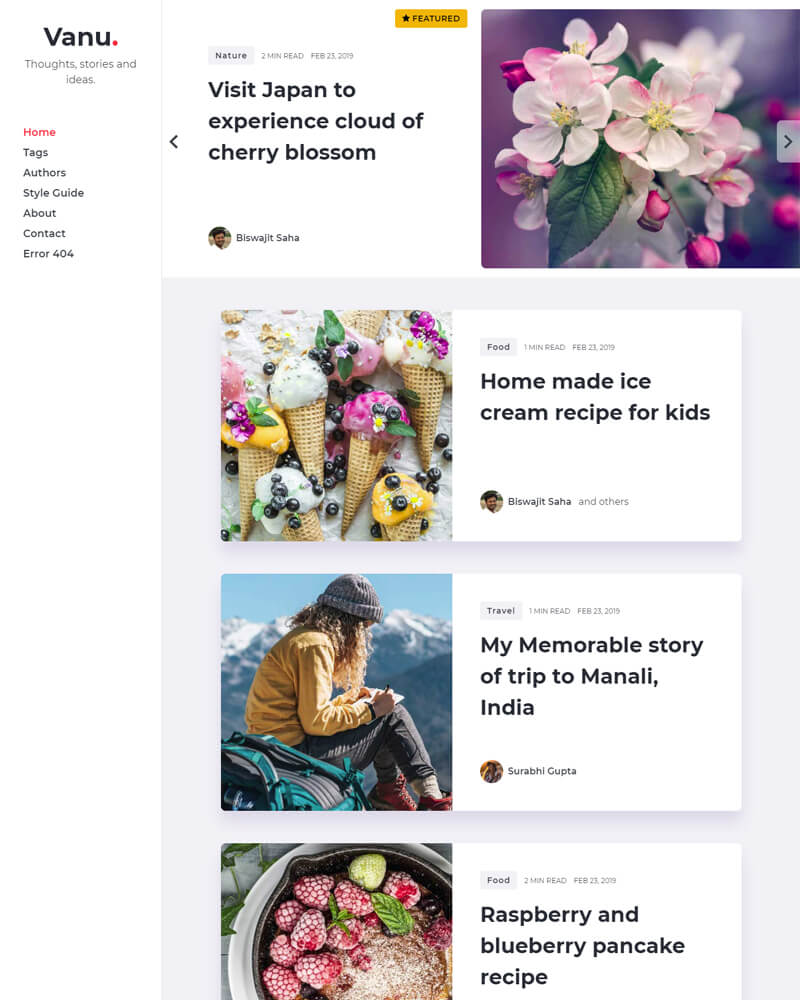 Vanu.
Thoughts, stories and
ideas.
Home
Tags
Authors
Style Guide
About
Contact
Error 404
★ FEATURED
Nature 2 MIN READ FEB 23, 2019
Visit Japan to
experience cloud of
cherry blossom
Biswajit Saha
Food 1 MIN READ FEB 23, 2019
Home made ice
cream recipe for kids
Biswajit Saha and others
Travel 1 MIN READ FEB 23, 2019
My Memorable story
of trip to Manali,
India
Surabhi Gupta
Food 2 MIN READ FEB 23, 2019
Raspberry and
blueberry pancake
recipe